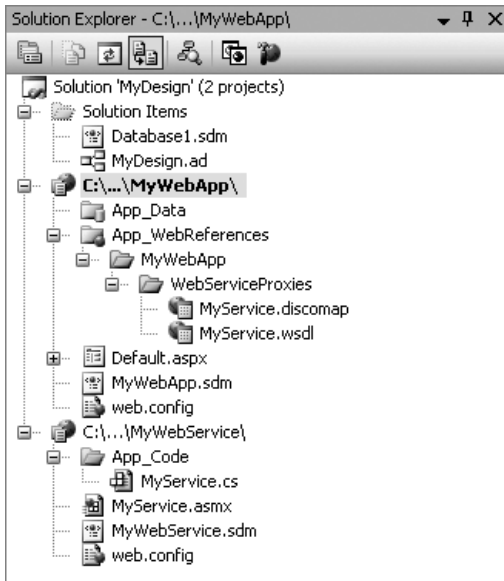 Solution Explorer - C:\...\MyWebApp\
Solution 'MyDesign' (2 projects)
Solution Items
Database1.sdm
MyDesign.ad
C:\...\MyWebApp\
App_Data
App_WebReferences
MyWebApp
WebServiceProxies
MyService.discomap
MyService.wsdl
Default.aspx
MyWebApp.sdm
web.config
C:\...\MyWebService\
App_Code
MyService.cs
MyService.asmx
MyWebService.sdm
web.config